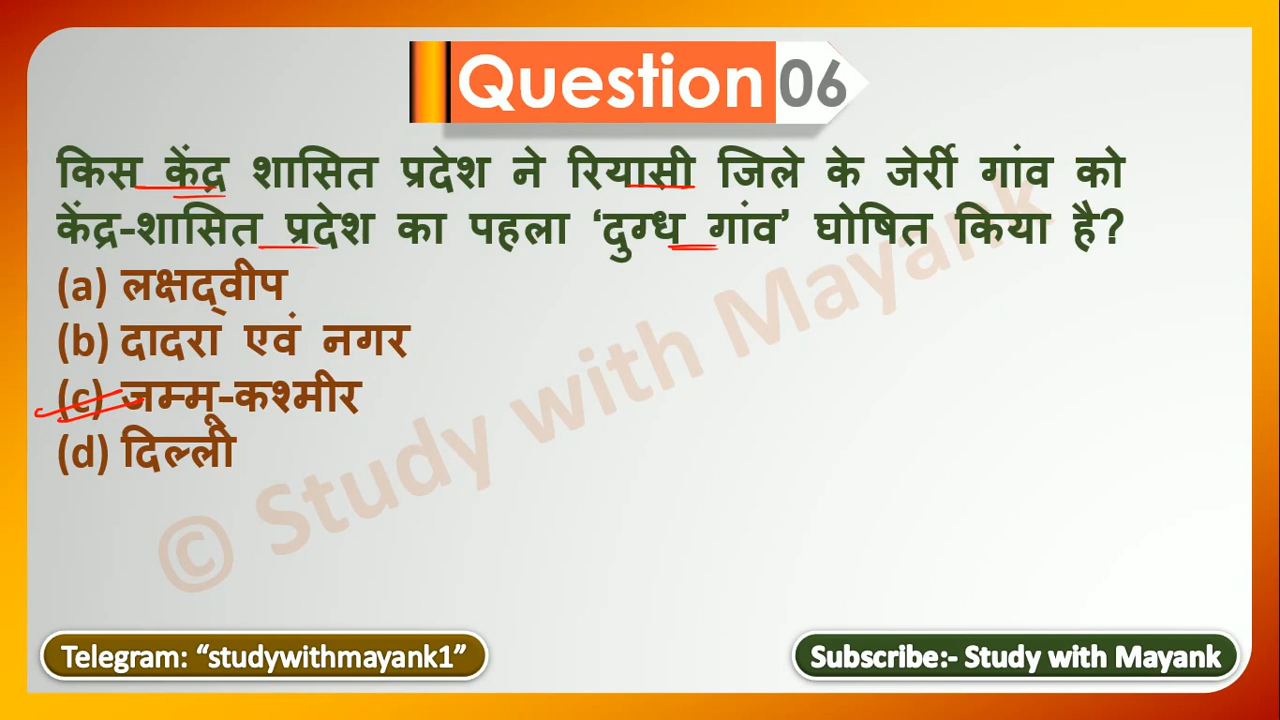 Question 06
किस केंद्र शासित प्रदेश ने रियासी जिले के जेर्री गांव को
केंद्र-शासित प्रदेश का पहला ‘दुग्ध गांव’ घोषित किया है?
(a) लक्षद्वीप
(b) दादरा एवं नगर
(c) जम्मू-कश्मीर
(d) दिल्ली
© Study with Mayank
Telegram: “studywithmayank1”
Subscribe:- Study with Mayank